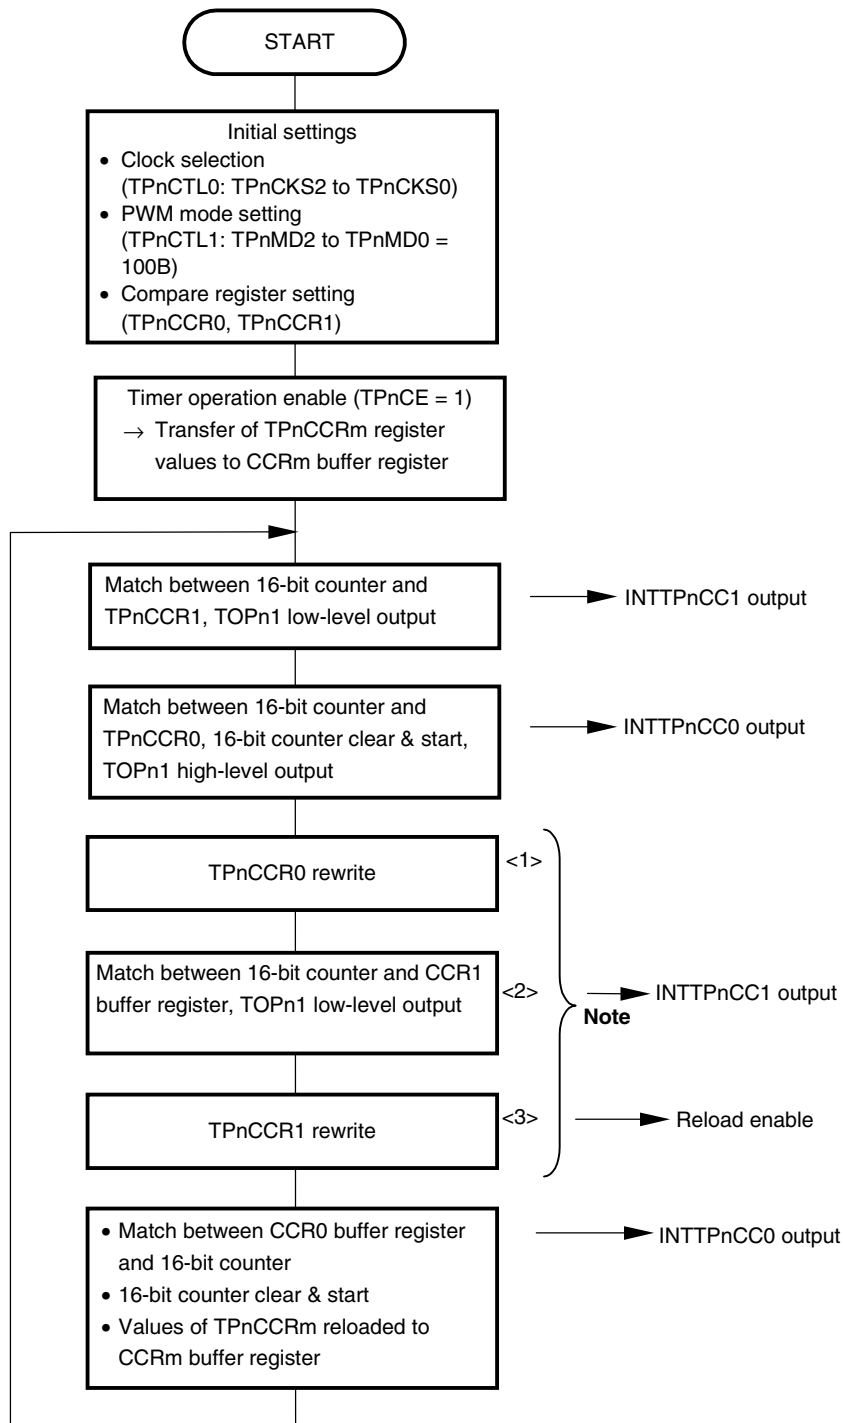 START
Initial settings
• Clock selection
(TPnCTL0: TPnCKS2 to TPnCKS0)
• PWM mode setting
(TPnCTL1: TPnMD2 to TPnMD0 =
100B)
• Compare register setting
(TPnCCR0, TPnCCR1)
Timer operation enable (TPnCE = 1)
→ Transfer of TPnCCRm register
values to CCRm buffer register
Match between 16-bit counter and
TPnCCR1, TOPn1 low-level output
INTTPnCC1 output
Match between 16-bit counter and
TPnCCR0, 16-bit counter clear & start,
TOPn1 high-level output
INTTPnCC0 output
TPnCCR0 rewrite
<1>
Match between 16-bit counter and CCR1
buffer register, TOPn1 low-level output
<2>
INTTPnCC1 output
Note
TPnCCR1 rewrite
<3>
Reload enable
• Match between CCR0 buffer register
and 16-bit counter
• 16-bit counter clear & start
• Values of TPnCCRm reloaded to
CCRm buffer register
INTTPnCC0 output